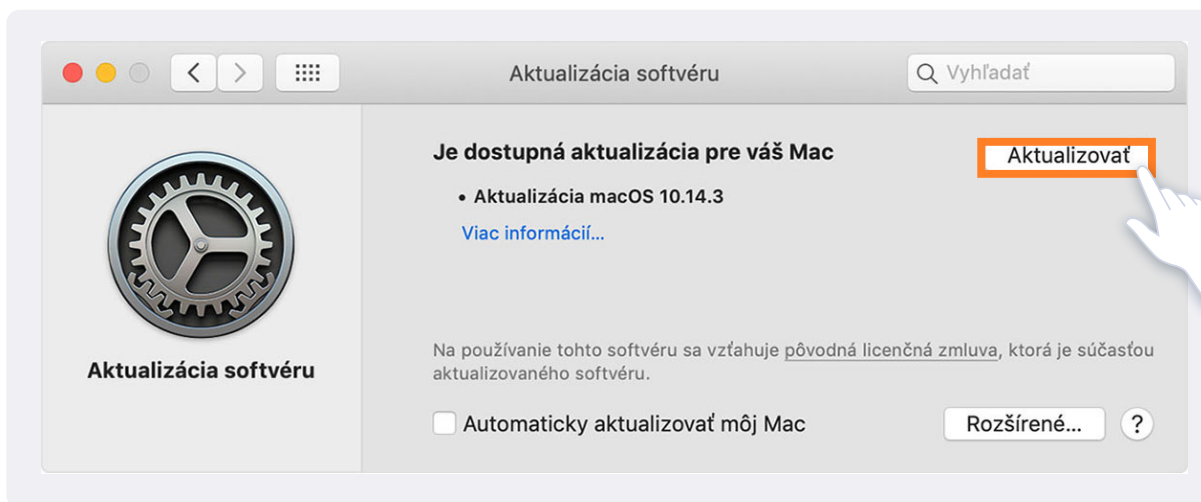 Aktualizácia softvéru
Vyhľadať
Je dostupná aktualizácia pre váš Mac
Aktualizovať
• Aktualizácia macOS 10.14.3
Viac informácií...
Aktualizácia softvéru
Na používanie tohto softvéru sa vzťahuje pôvodná licenčná zmluva, ktorá je súčasťou
aktualizovaného softvéru.
Automaticky aktualizovať môj Mac
Rozšírené...
?